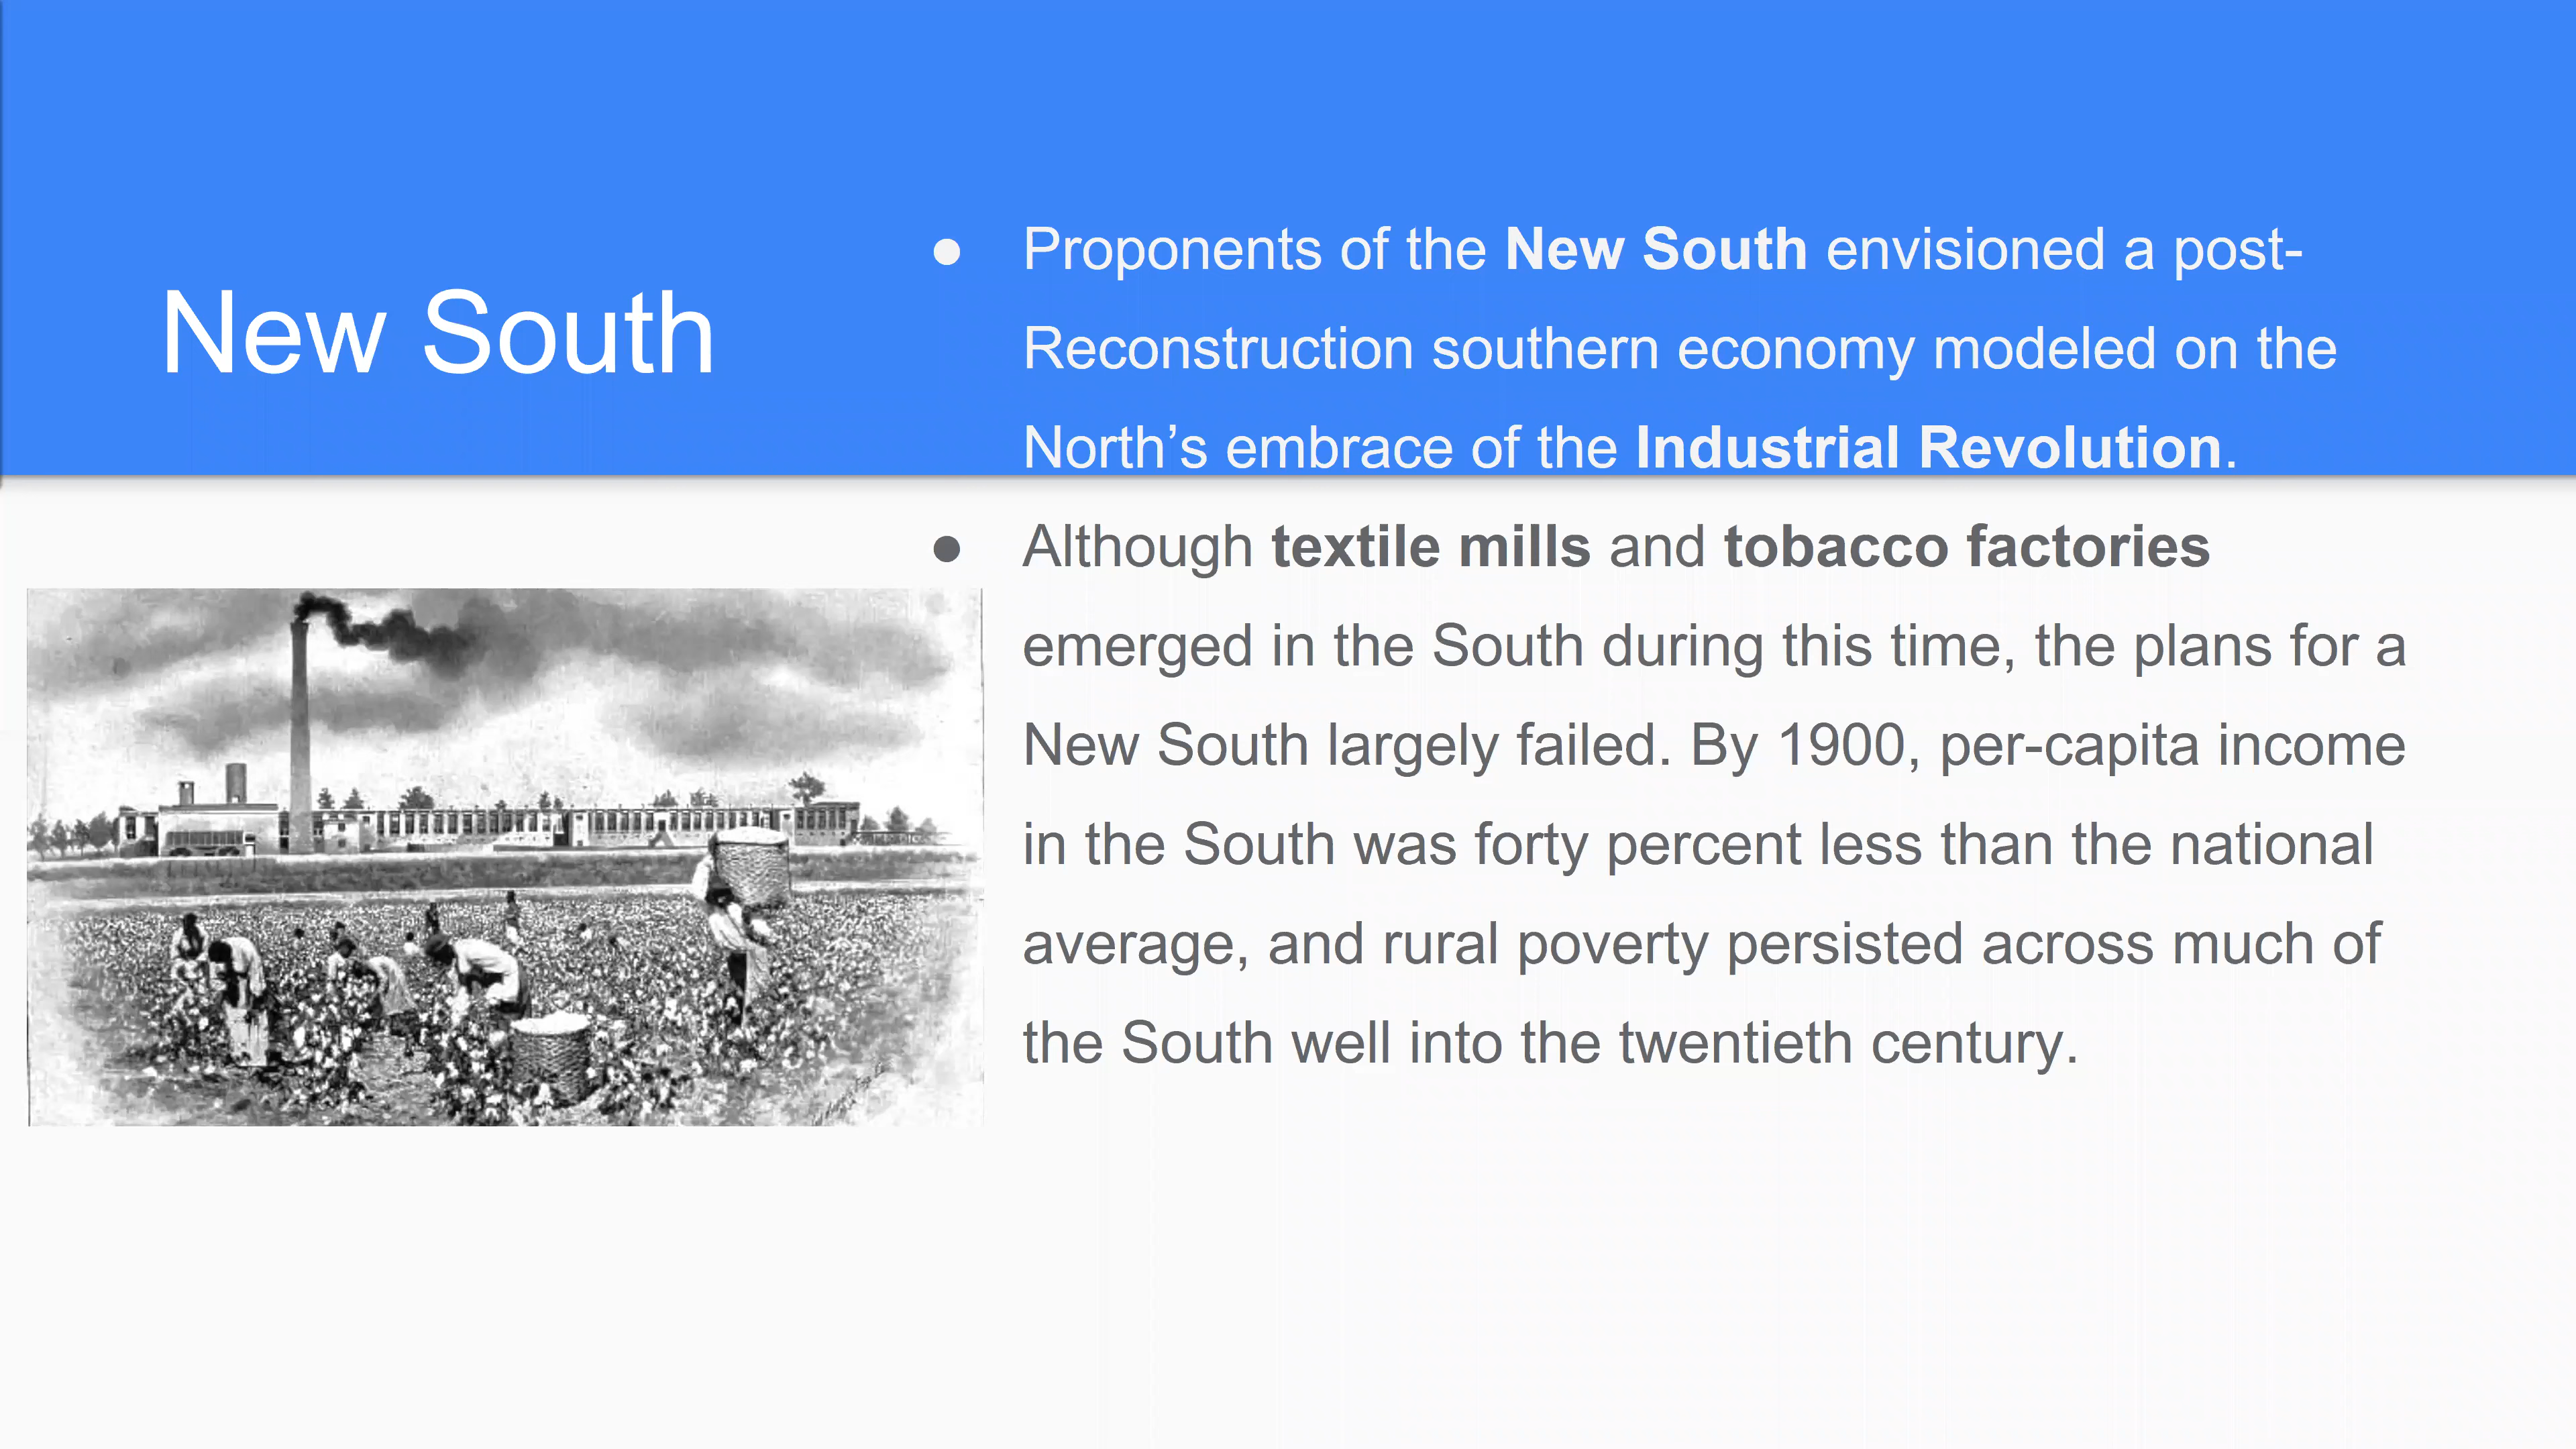 New South
● Proponents of the New South envisioned a post-
Reconstruction southern economy modeled on the
North’s embrace of the Industrial Revolution.
● Although textile mills and tobacco factories
emerged in the South during this time, the plans for a
New South largely failed. By 1900, per-capita income
in the South was forty percent less than the national
average, and rural poverty persisted across much of
the South well into the twentieth century.